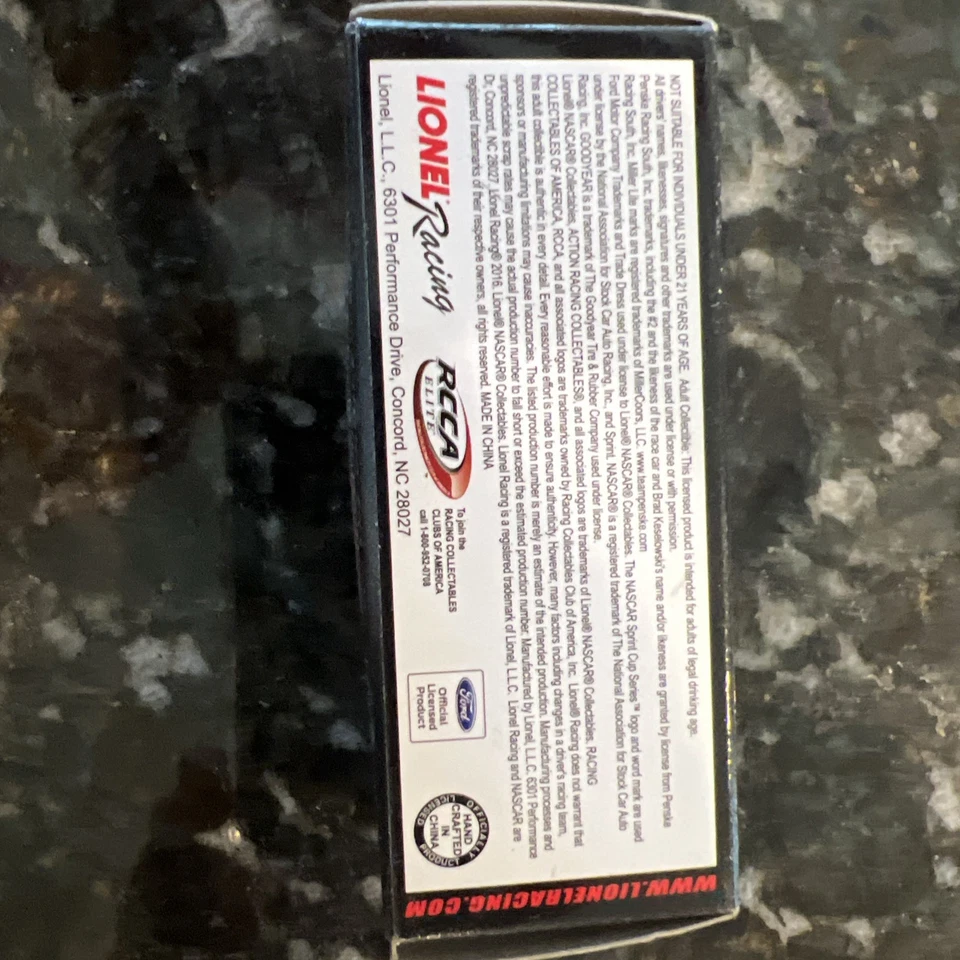 NOT SUITABLE FOR INDIVIDUALS UNDER 21 YEARS OF AGE. Adult Collectible: This licensed product is intended for adults of legal drinking age.
All drivers' names, likenesses, signatures and other trademarks are used under license or with permission.
Penske Racing South, Inc. trademarks, including the #2 and the likeness of the race car and Brad Keselowski's name and/or likeness are granted by license from Penske
Racing South, Inc. Miller Lite marks are registered trademarks of MillerCoors, LLC. www.teampenske.com
Ford Motor Company Trademarks and Trade Dress used under license to Lionel® NASCAR® Collectables. The NASCAR Sprint Cup Series™ logo and word mark are used
under license by the National Association for Stock Car Auto Racing, Inc. and Sprint. NASCAR® is a registered trademark of The National Association for Stock Car Auto
Racing, Inc. GOODYEAR is a trademark of The Goodyear Tire & Rubber Company used under license.
Lionel® NASCAR® Collectables, ACTION RACING COLLECTABLES®, and all associated logos are trademarks of Lionel® NASCAR® Collectables. RACING
COLLECTABLES OF AMERICA, RCCA, and all associated logos are trademarks owned by Racing Collectables Club of America, Inc. Lionel® Racing does not warrant that
this adult collectible is authentic in every detail. Every reasonable effort is made to ensure authenticity. However, many factors including changes in a driver's racing team,
sponsors or manufacturing limitations may cause inaccuracies. The listed production number is merely an estimate of the intended production. Manufacturing processes and
unpredictable scrap rates may cause the actual production number to fall short or exceed the estimated production number. Manufactured by Lionel, L.L.C. 6301 Performance
Dr, Concord, NC 28027. Lionel Racing® 2016. Lionel® NASCAR® Collectables. Lionel Racing is a registered trademark of Lionel, L.L.C. Lionel Racing and NASCAR are
registered trademarks of their respective owners, all rights reserved. MADE IN CHINA
LIONEL Racing
RCCA
ELITE
To join the
RACING COLLECTABLES
CLUBS OF AMERICA
call 1-800-952-0708
Ford
Official
Licensed
Product
OFFICIALLY
LICENSED PRODUCT
HAND
CRAFTED
IN
CHINA
Lionel, L.L.C., 6301 Performance Drive, Concord, NC 28027
WWW.LIONELRACING.COM